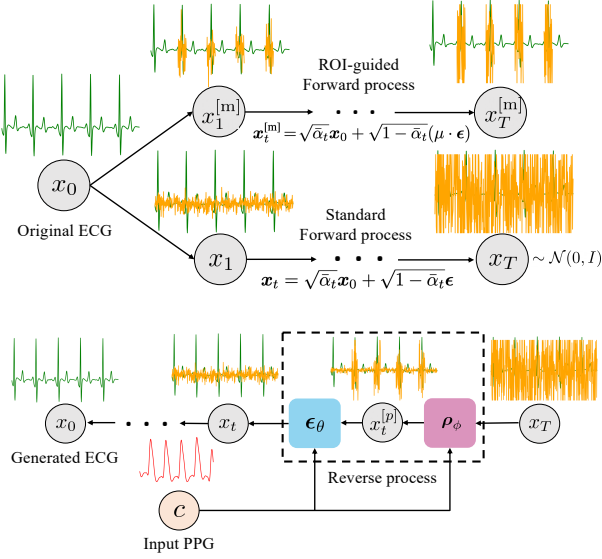 ROI-guided
Forward process
x_1^{[m]}
. . .
x_T^{[m]}
x_t^{[m]} = √ᾱ_t x_0 + √1 − ᾱ_t (μ · ϵ)
x_0
Original ECG
Standard
Forward process
x_1
. . .
x_T ∼ 𝒩(0, I)
x_t = √ᾱ_t x_0 + √1 − ᾱ_t ϵ
x_0
. . .
x_t
ϵ_θ
x_t^{[p]}
ρ_ϕ
x_T
Generated ECG
Reverse process
c
Input PPG